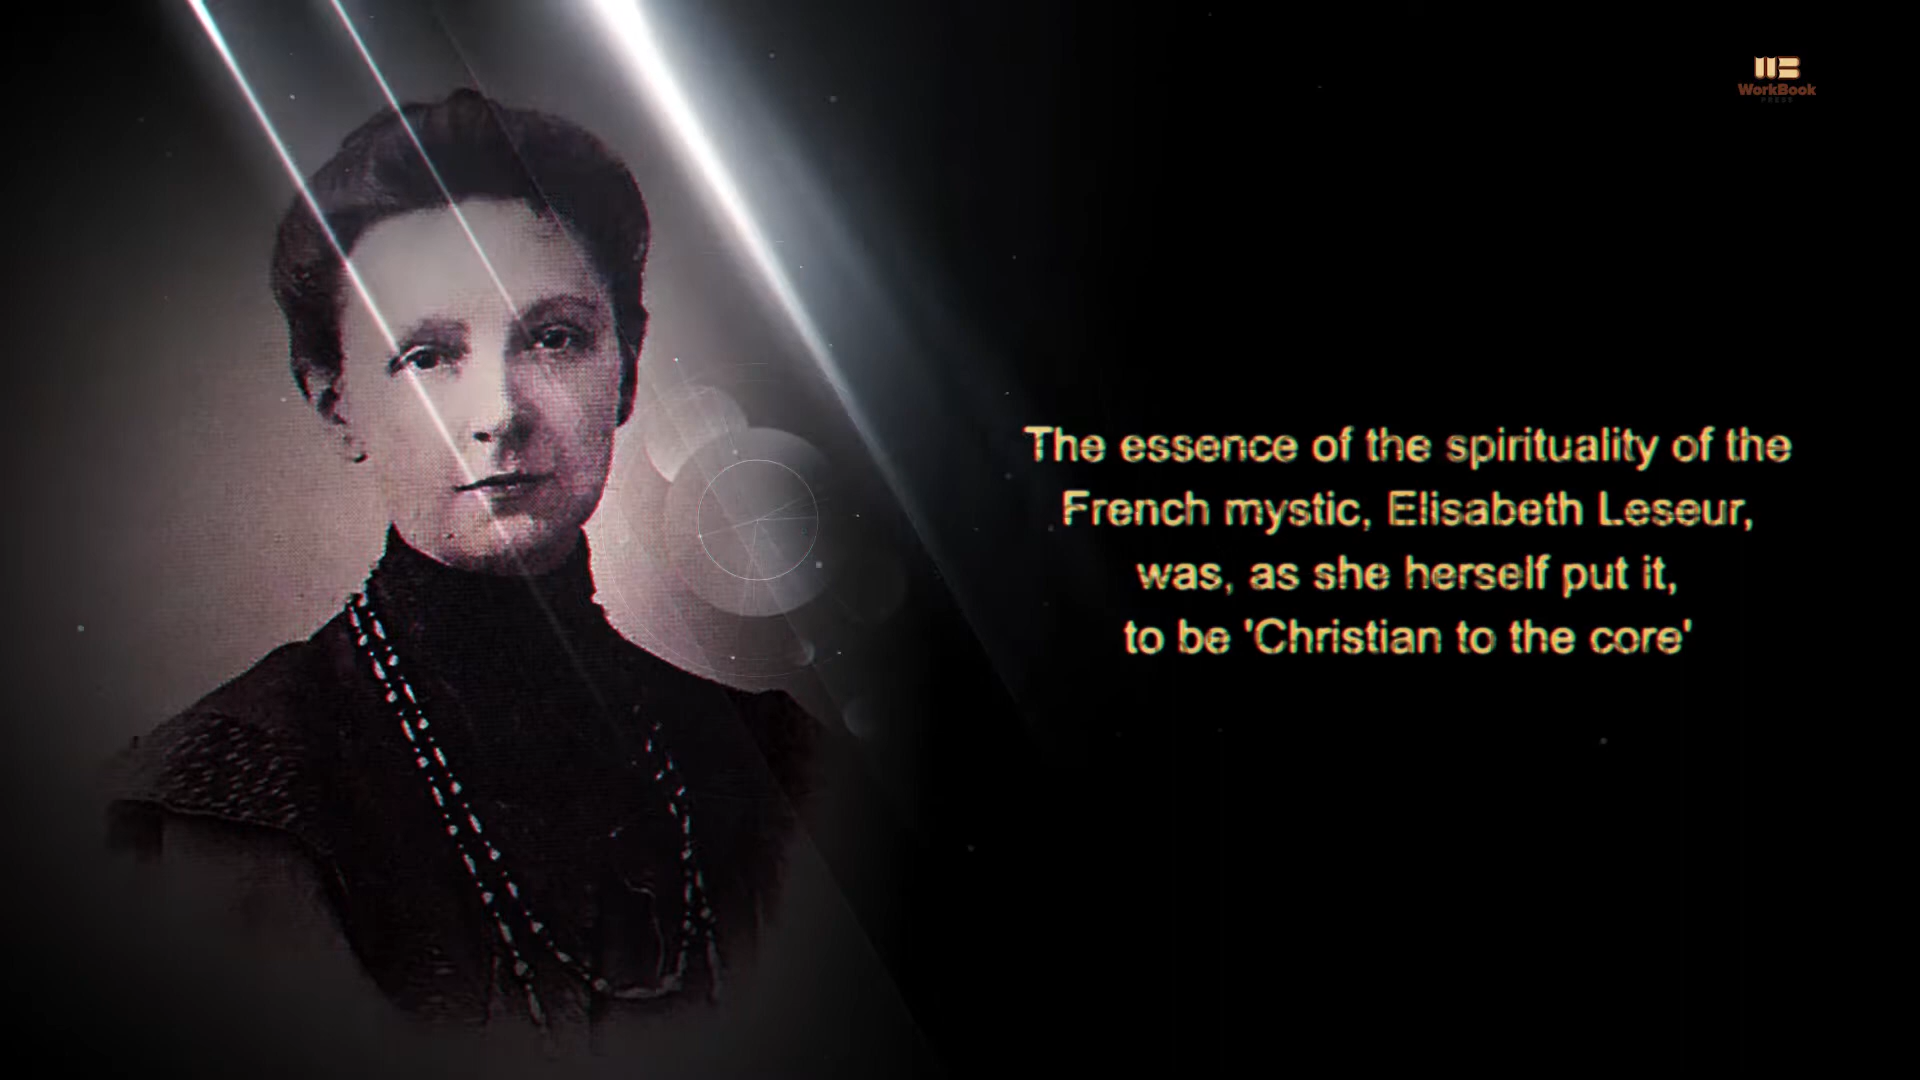 WorkBook
PRESS
The essence of the spirituality of the
French mystic, Elisabeth Leseur,
was, as she herself put it,
to be 'Christian to the core'